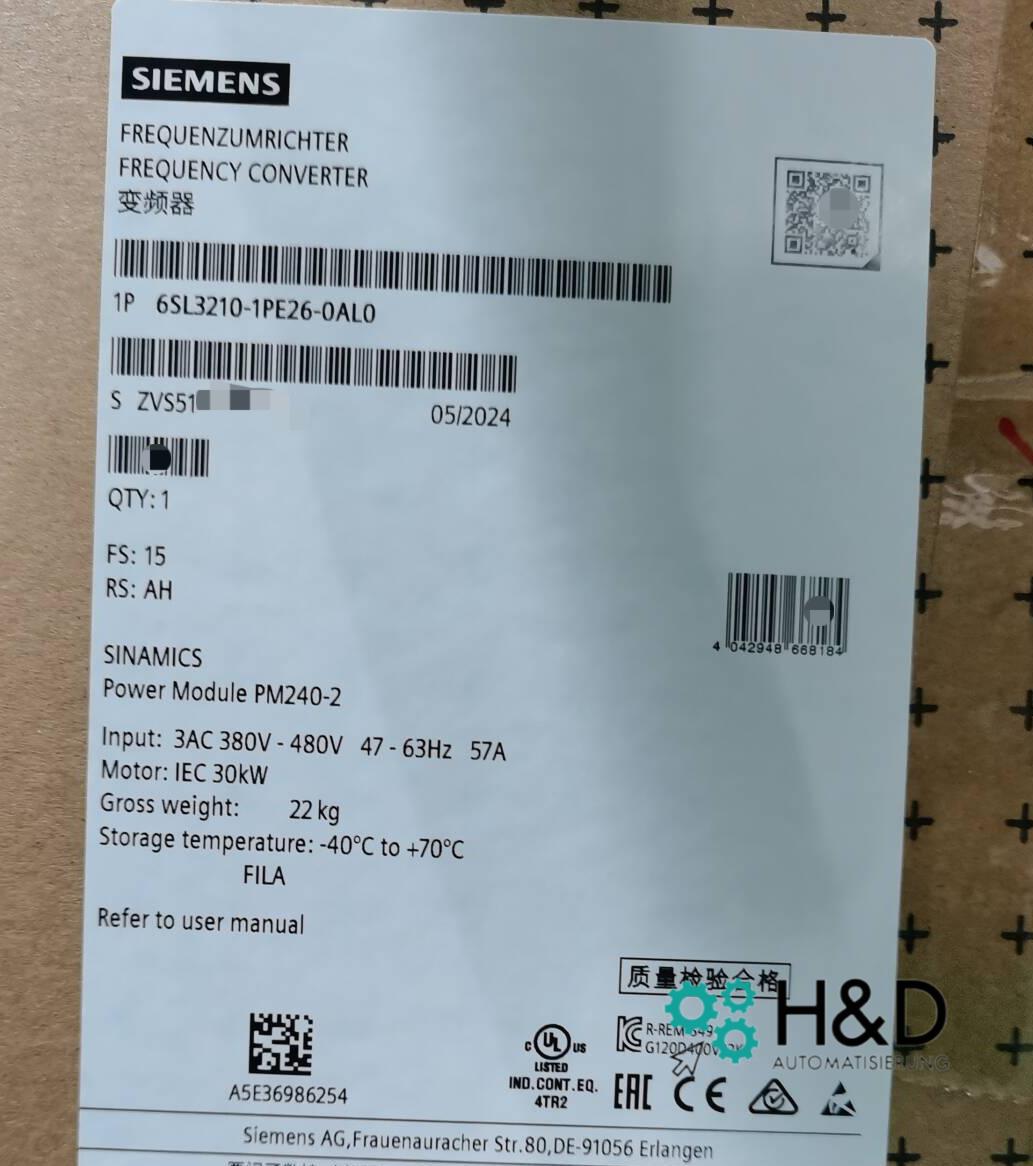 SIEMENS
FREQUENZUMRICHTER
FREQUENCY CONVERTER
变频器
1P 6SL3210-1PE26-0AL0
S ZVS51
05/2024
QTY: 1
FS: 15
RS: AH
4 042948 668184
SINAMICS
Power Module PM240-2
Input: 3AC 380V - 480V 47 - 63Hz 57A
Motor: IEC 30kW
Gross weight: 22 kg
Storage temperature: -40°C to +70°C
FILA
Refer to user manual
质量检验合格
H&D
AUTOMATISIERUNG
C UL US
LISTED
IND.CONT.EQ.
4TR2
EAC CE
A5E36986254
Siemens AG,Frauenauracher Str.80,DE-91056 Erlangen